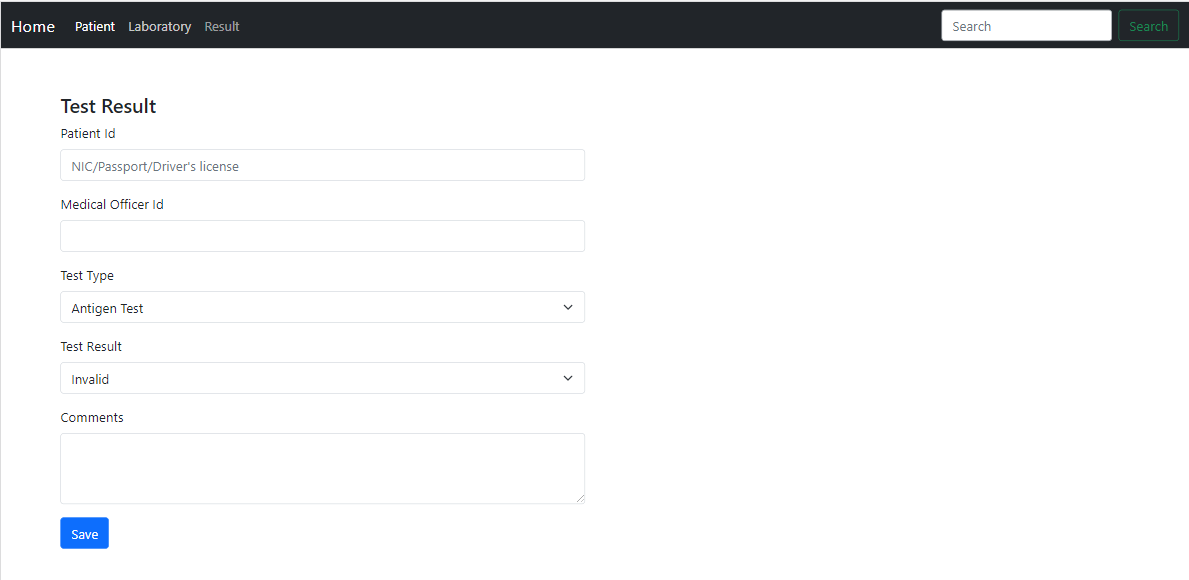 Home Patient Laboratory Result Search Search
Test Result
Patient Id
NIC/Passport/Driver's license
Medical Officer Id
Test Type
Antigen Test
Test Result
Invalid
Comments
Save